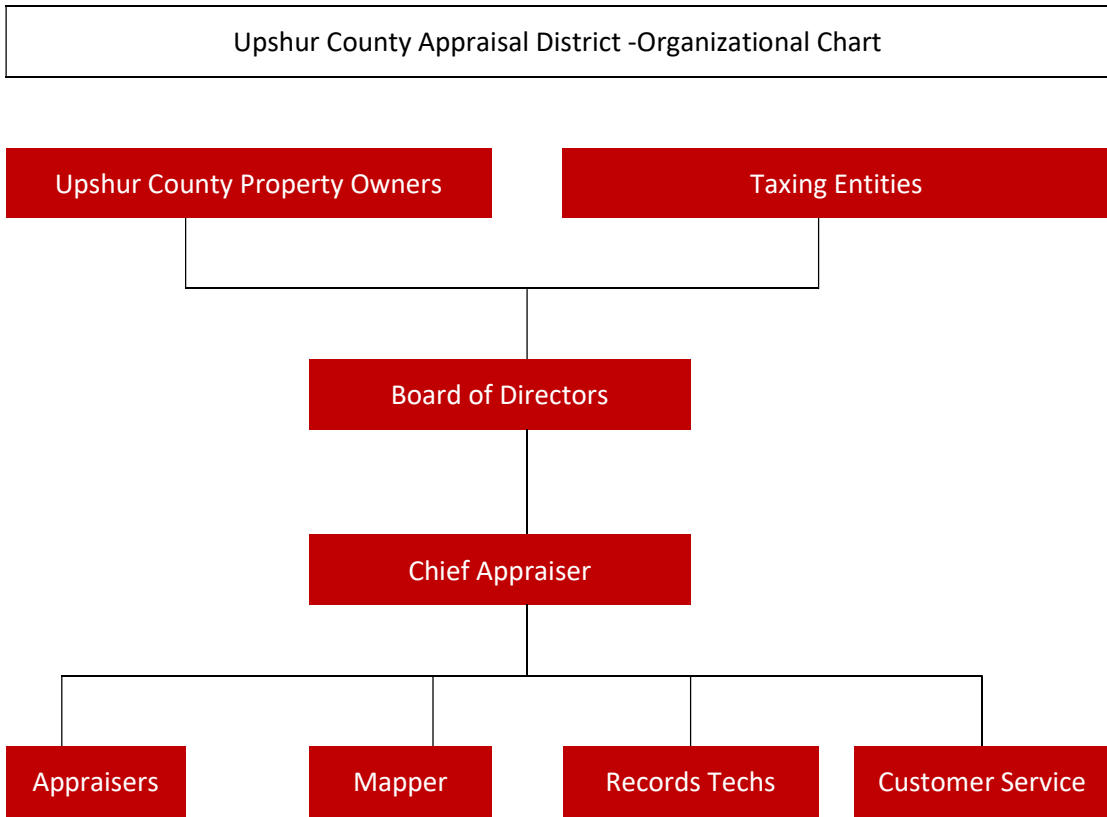 Upshur County Appraisal District -Organizational Chart
Upshur County Property Owners
Taxing Entities
Board of Directors
Chief Appraiser
Appraisers
Mapper
Records Techs
Customer Service